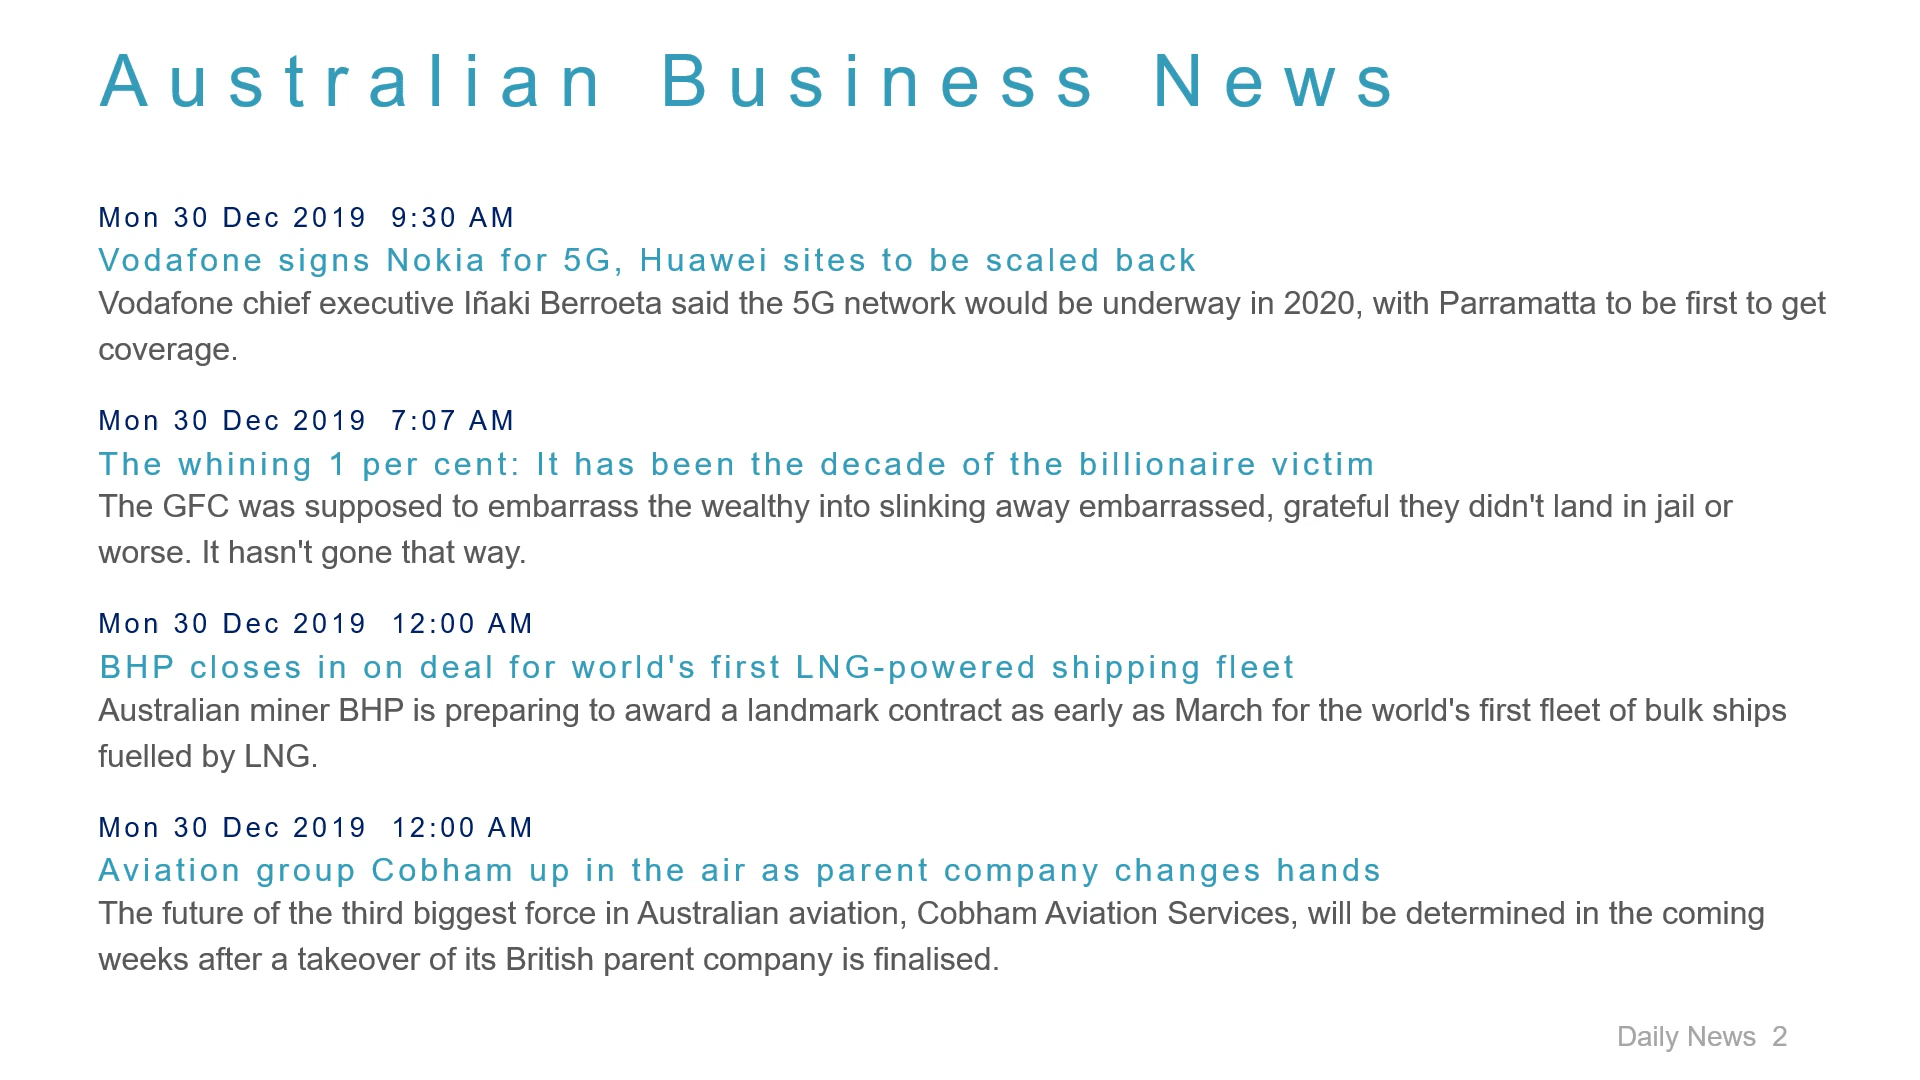 Australian Business News
Mon 30 Dec 2019  9:30 AM
Vodafone signs Nokia for 5G, Huawei sites to be scaled back
Vodafone chief executive Iñaki Berroeta said the 5G network would be underway in 2020, with Parramatta to be first to get
coverage.
Mon 30 Dec 2019  7:07 AM
The whining 1 per cent: It has been the decade of the billionaire victim
The GFC was supposed to embarrass the wealthy into slinking away embarrassed, grateful they didn't land in jail or
worse. It hasn't gone that way.
Mon 30 Dec 2019  12:00 AM
BHP closes in on deal for world's first LNG-powered shipping fleet
Australian miner BHP is preparing to award a landmark contract as early as March for the world's first fleet of bulk ships
fuelled by LNG.
Mon 30 Dec 2019  12:00 AM
Aviation group Cobham up in the air as parent company changes hands
The future of the third biggest force in Australian aviation, Cobham Aviation Services, will be determined in the coming
weeks after a takeover of its British parent company is finalised.
Daily News  2